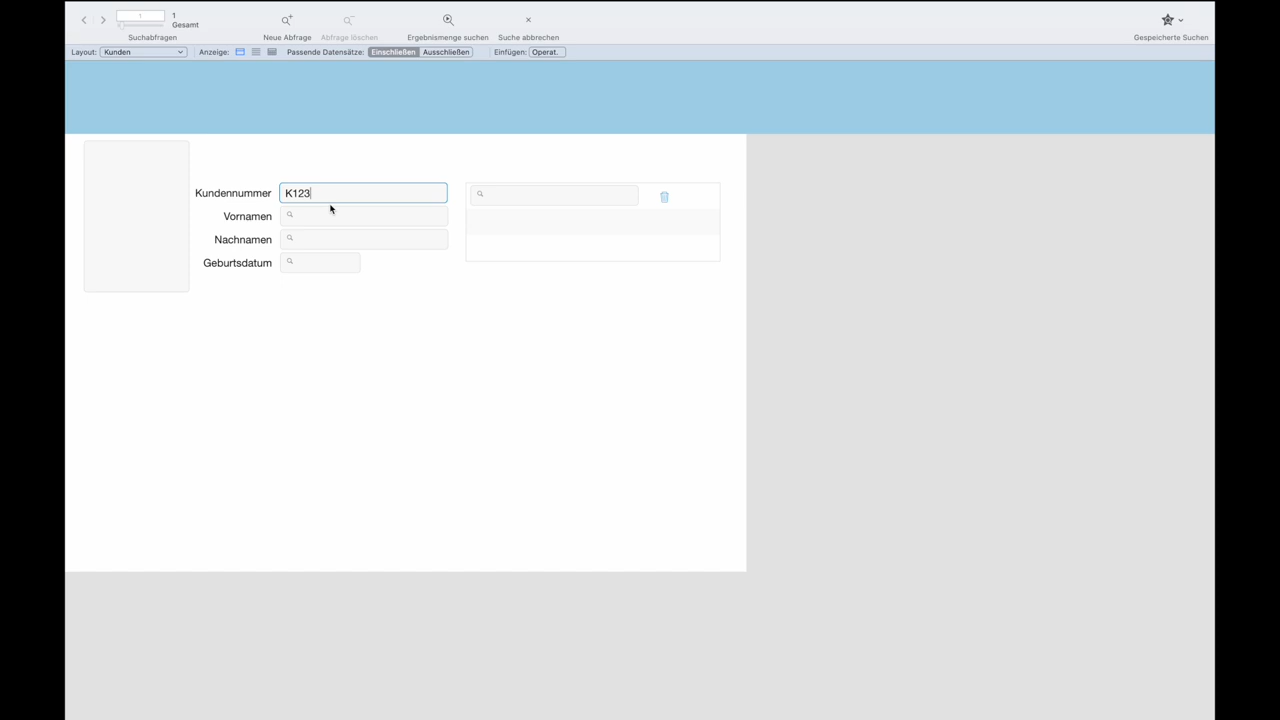 1
1
Gesamt
Suchabfragen
Neue Abfrage
Abfrage löschen
Ergebnismenge suchen
Suche abbrechen
Gespeicherte Suchen
Layout: Kunden Anzeige: Passende Datensätze: Einschließen Ausschließen Einfügen: Operat.
Kundennummer K123
Vornamen
Nachnamen
Geburtsdatum